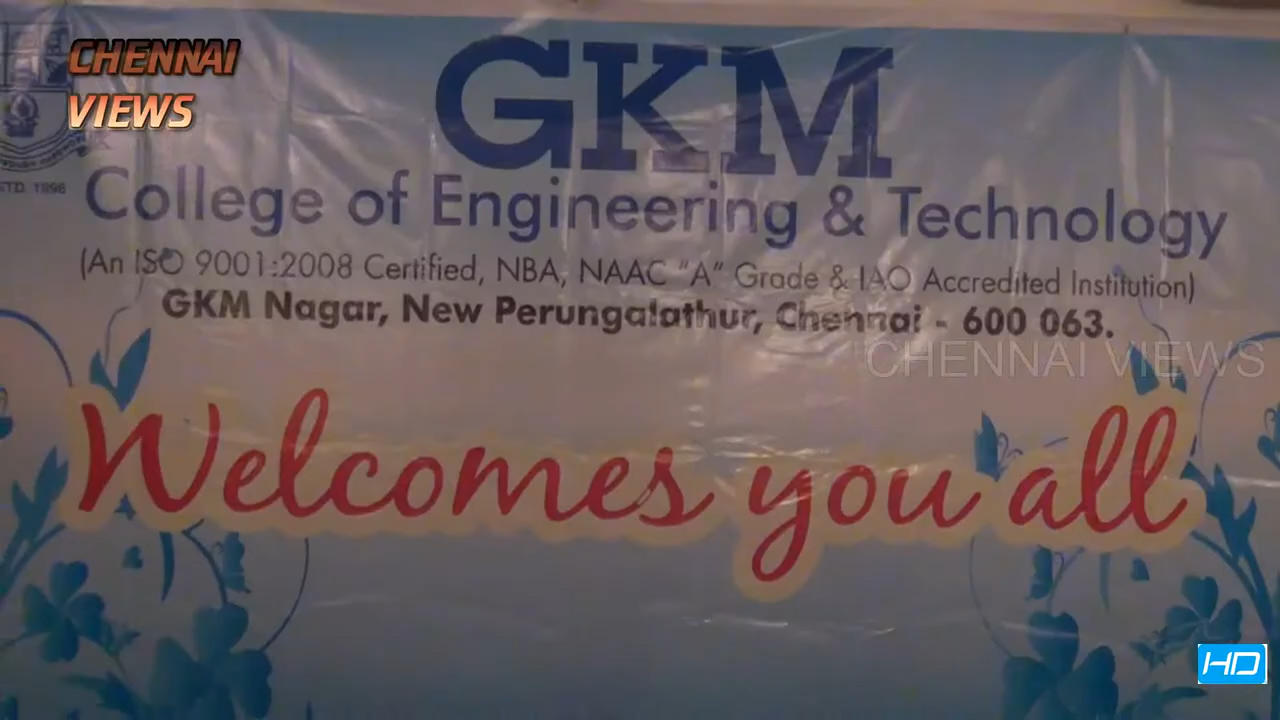 CHENNAI
VIEWS
GKM
College of Engineering & Technology
(An ISO 9001:2008 Certified, NBA, NAAC "A" Grade & IAO Accredited Institution)
GKM Nagar, New Perungalathur, Chennai - 600 063.
CHENNAI VIEWS
Welcomes you all
HD